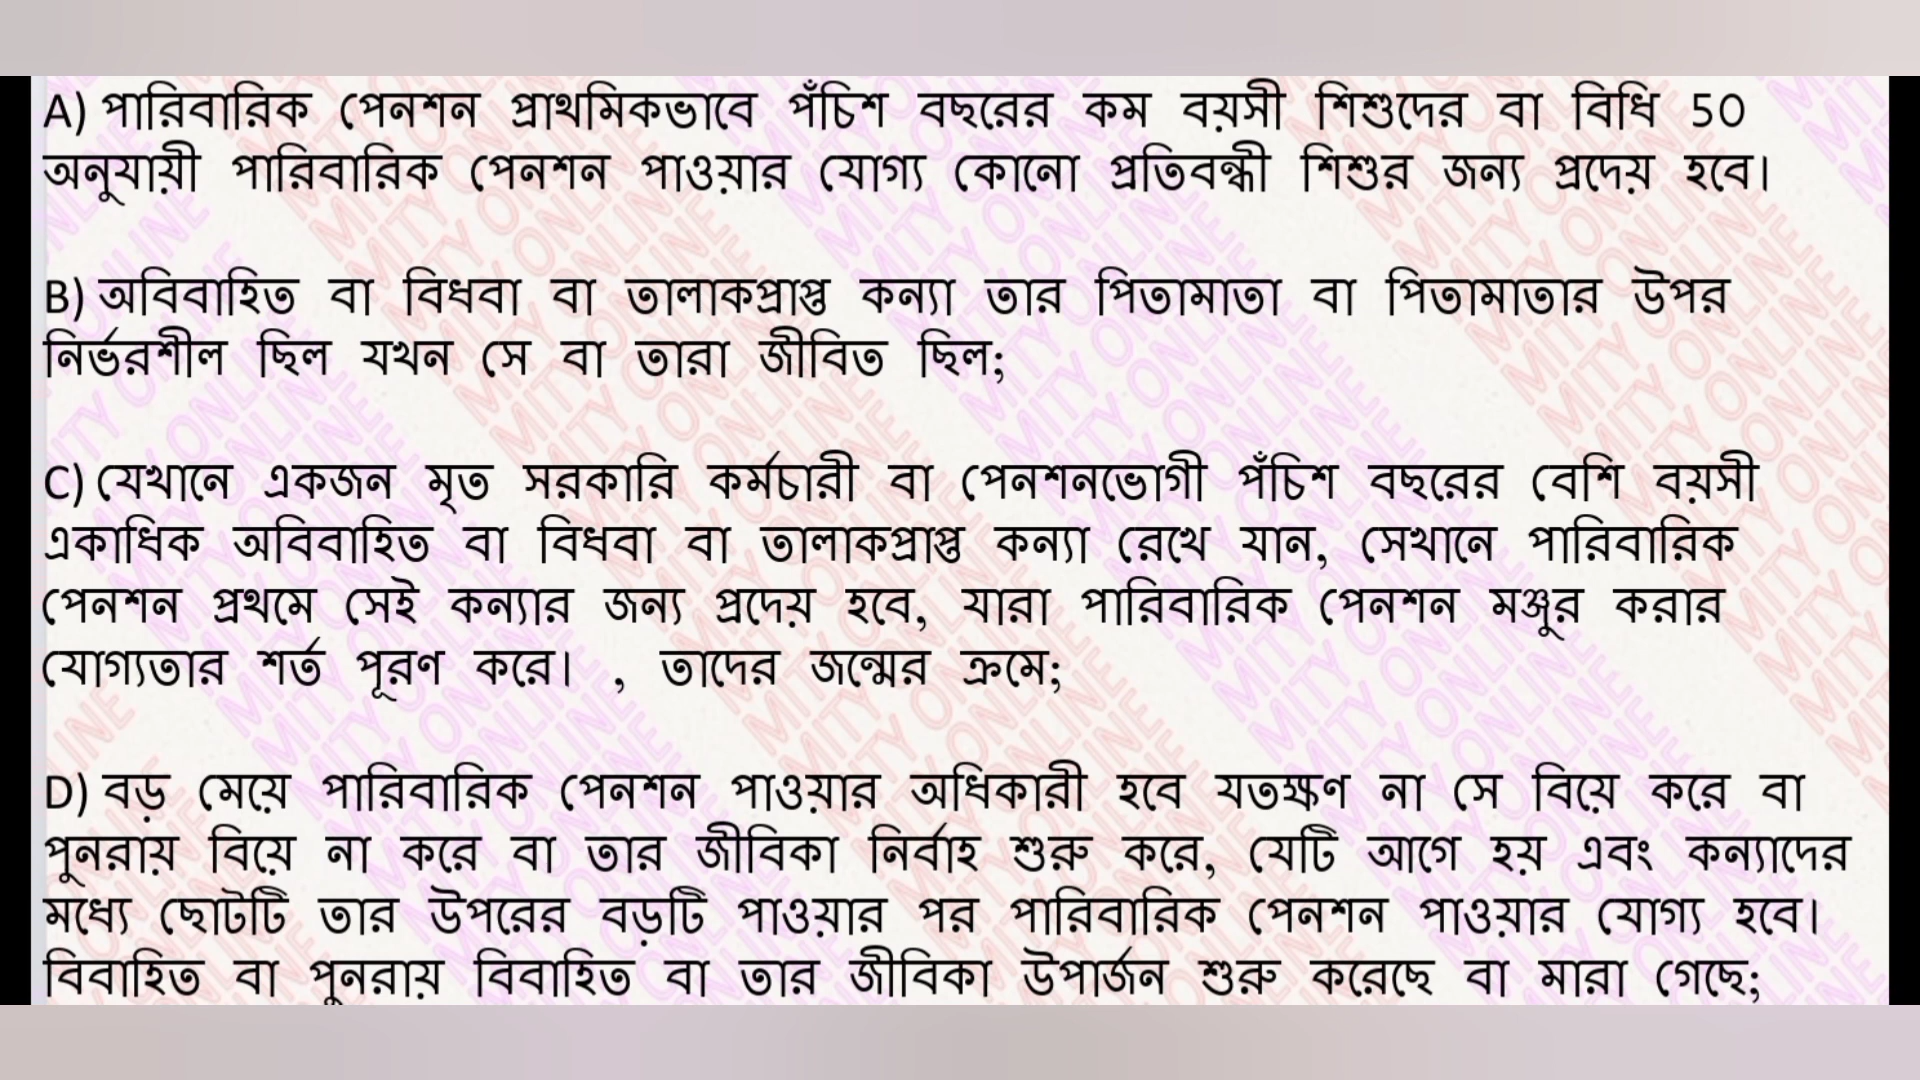 A) পারিবারিক পেনশন প্রাথমিকভাবে পঁচিশ বছরের কম বয়সী শিশুদের বা বিধি 50
অনুযায়ী পারিবারিক পেনশন পাওয়ার যোগ্য কোনো প্রতিবন্ধী শিশুর জন্য প্রদেয় হবে।
B) অবিবাহিত বা বিধবা বা তালাকপ্রাপ্ত কন্যা তার পিতামাতা বা পিতামাতার উপর
নির্ভরশীল ছিল যখন সে বা তারা জীবিত ছিল;
C) যেখানে একজন মৃত সরকারি কর্মচারী বা পেনশনভোগী পঁচিশ বছরের বেশি বয়সী
একাধিক অবিবাহিত বা বিধবা বা তালাকপ্রাপ্ত কন্যা রেখে যান, সেখানে পারিবারিক
পেনশন প্রথমে সেই কন্যার জন্য প্রদেয় হবে, যারা পারিবারিক পেনশন মঞ্জুর করার
যোগ্যতার শর্ত পূরণ করে। , তাদের জন্মের ক্রমে;
D) বড় মেয়ে পারিবারিক পেনশন পাওয়ার অধিকারী হবে যতক্ষণ না সে বিয়ে করে বা
পুনরায় বিয়ে না করে বা তার জীবিকা নির্বাহ শুরু করে, যেটি আগে হয় এবং কন্যাদের
মধ্যে ছোটটি তার উপরের বড়টি পাওয়ার পর পারিবারিক পেনশন পাওয়ার যোগ্য হবে।
বিবাহিত বা পুনরায় বিবাহিত বা তার জীবিকা উপার্জন শুরু করেছে বা মারা গেছে;
MITY ONLINE